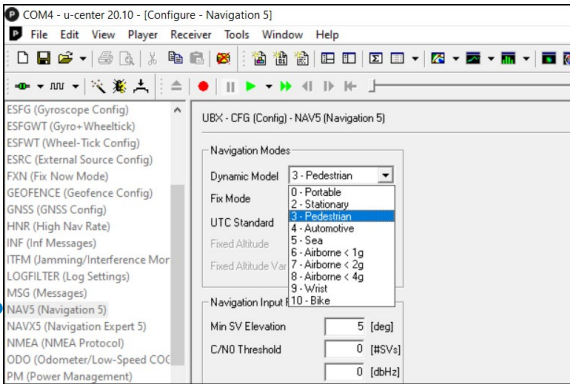 COM4 - u-center 20.10 - [Configure - Navigation 5]
File Edit View Player Receiver Tools Window Help
ESFG (Gyroscope Config)
ESFGWT (Gyro+Wheeltick)
ESFWT (Wheel-Tick Config)
ESRC (External Source Config)
FXN (Fix Now Mode)
GEOFENCE (Geofence Config)
GNSS (GNSS Config)
HNR (High Nav Rate)
INF (Inf Messages)
ITFM (Jamming/Interference Mor
LOGFILTER (Log Settings)
MSG (Messages)
NAV5 (Navigation 5)
NAVX5 (Navigation Expert 5)
NMEA (NMEA Protocol)
ODO (Odometer/Low-Speed COG
PM (Power Management)
UBX - CFG (Config) - NAV5 (Navigation 5)
Navigation Modes
Dynamic Model 3 - Pedestrian
Fix Mode
UTC Standard
Fixed Altitude
Fixed Altitude Var
0 - Portable
2 - Stationary
3 - Pedestrian
4 - Automotive
5 - Sea
6 - Airborne < 1g
7 - Airborne < 2g
8 - Airborne < 4g
9 - Wrist
10 - Bike
Navigation Input F
Min SV Elevation 5 [deg]
C/N0 Threshold 0 [#SVs]
0 [dbHz]